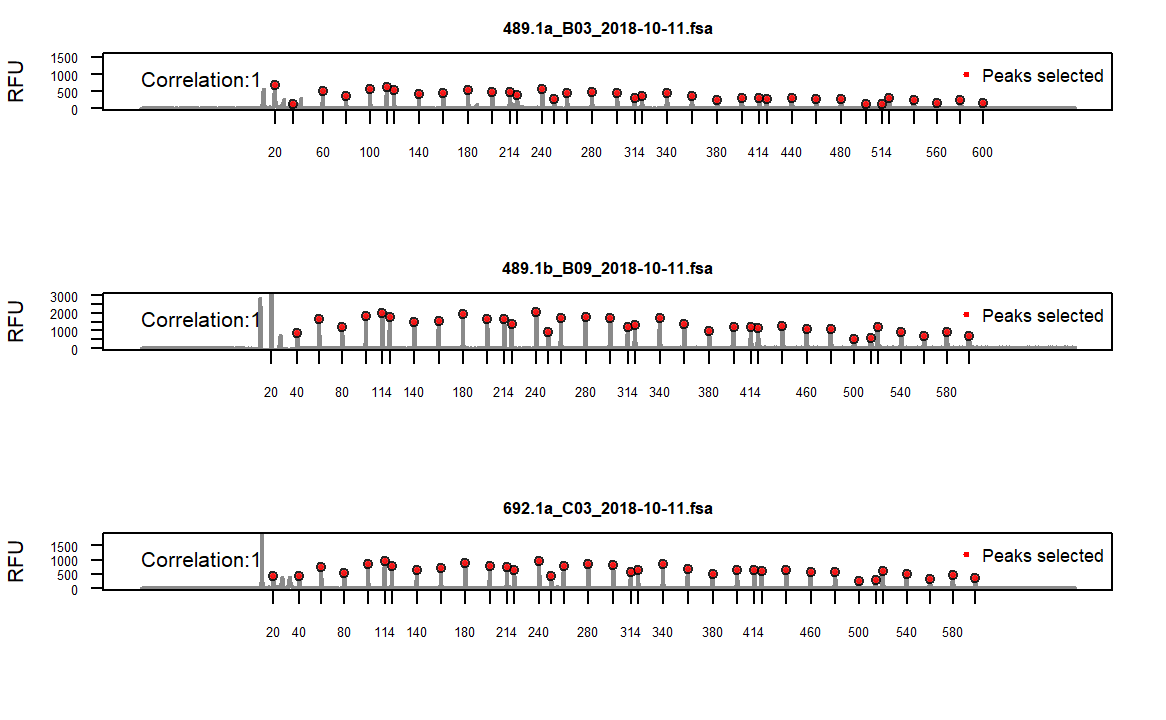 489.1a_B03_2018-10-11.fsa
RFU
1500
1000
500
0
Correlation:1
Peaks selected
20 60 100 140 180 214 240 280 314 340 380 414 440 480 514 560 600
489.1b_B09_2018-10-11.fsa
RFU
3000
2000
1000
0
Correlation:1
Peaks selected
20 40 80 114 140 180 214 240 280 314 340 380 414 460 500 540 580
692.1a_C03_2018-10-11.fsa
RFU
1500
1000
500
0
Correlation:1
Peaks selected
20 40 80 114 140 180 214 240 280 314 340 380 414 460 500 540 580